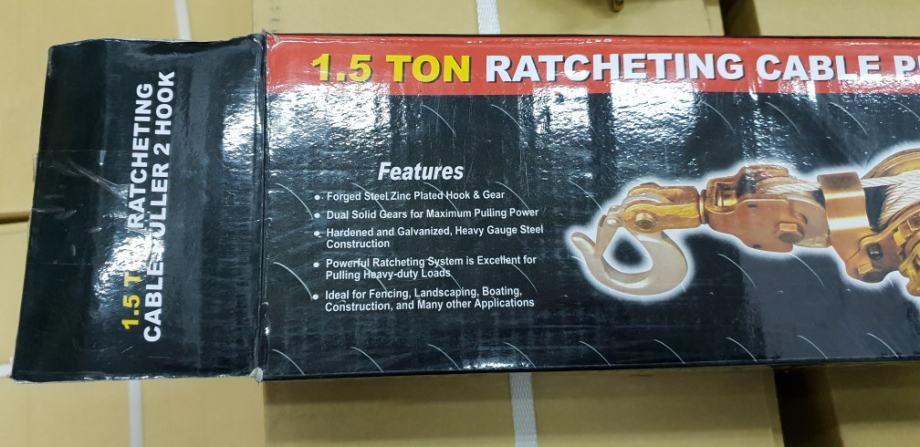 1.5 TON RATCHETING CABLE
Features
• Forged Steel Zinc Plated Hook & Gear
• Dual Solid Gears for Maximum Pulling Power
• Hardened and Galvanized, Heavy Gauge Steel
Construction
• Powerful Ratcheting System is Excellent for
Pulling Heavy-duty Loads
• Ideal for Fencing, Landscaping, Boating,
Construction, and Many other Applications
1.5 RATCHETING
CABLE PULLER 2 HOOK